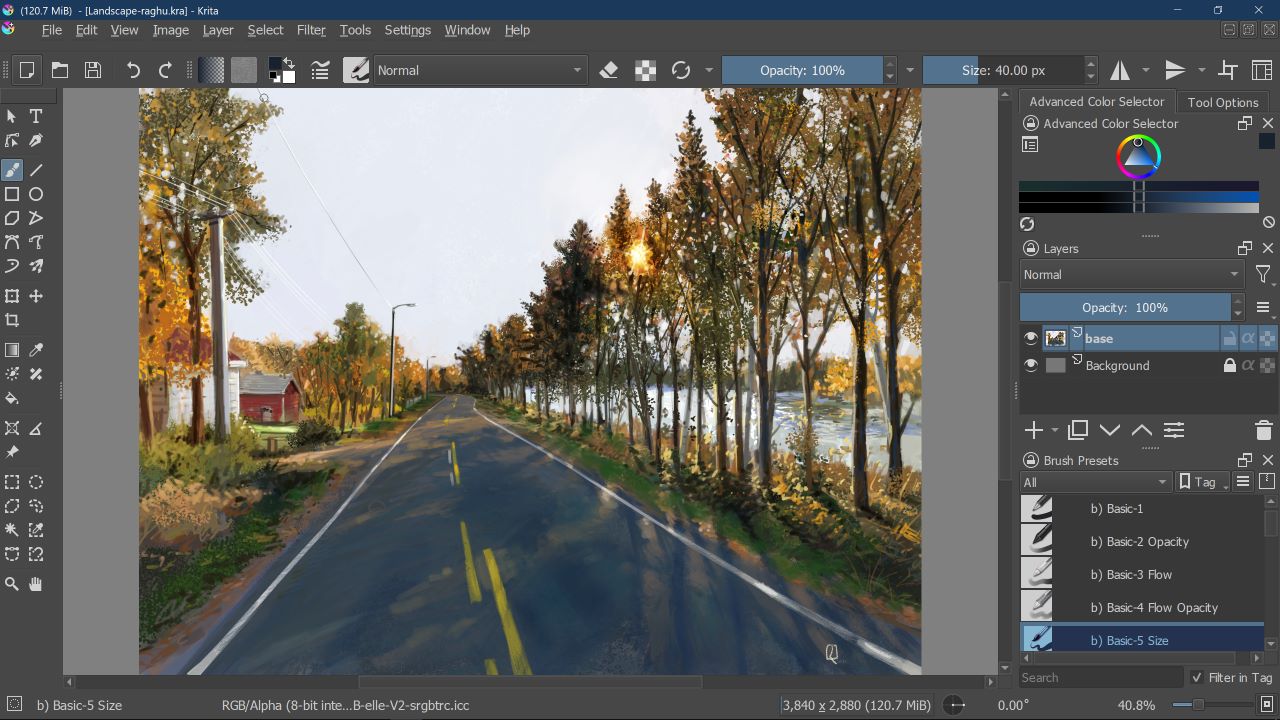 (120.7 MiB) - [Landscape-raghu.kra] - Krita
File Edit View Image Layer Select Filter Tools Settings Window Help
Normal
Opacity: 100%
Size: 40.00 px
Advanced Color Selector
Tool Options
Advanced Color Selector
Layers
Normal
Opacity: 100%
base
Background
Brush Presets
All
Tag
b) Basic-1
b) Basic-2 Opacity
b) Basic-3 Flow
b) Basic-4 Flow Opacity
b) Basic-5 Size
Search
Filter in Tag
b) Basic-5 Size
RGB/Alpha (8-bit inte...B-elle-V2-srgbtrc.icc
3,840 x 2,880 (120.7 MiB)
0.00°
40.8%